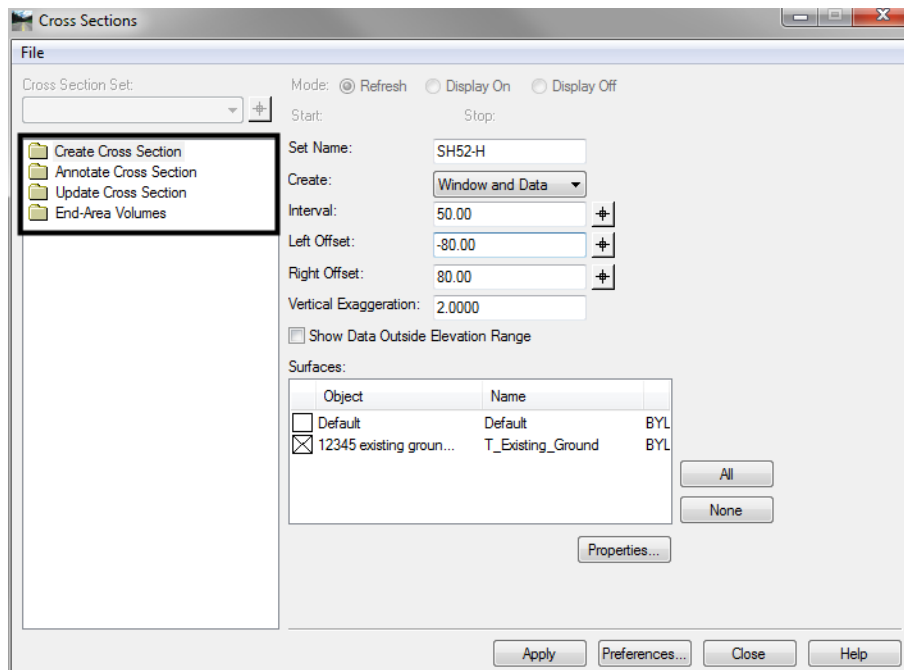 Cross Sections
File
Cross Section Set:
Mode: Refresh Display On Display Off
Start: Stop:
Create Cross Section
Annotate Cross Section
Update Cross Section
End-Area Volumes
Set Name: SH52-H
Create: Window and Data
Interval: 50.00
Left Offset: -80.00
Right Offset: 80.00
Vertical Exaggeration: 2.0000
Show Data Outside Elevation Range
Surfaces:
Object Name
Default Default BYL
12345 existing groun... T_Existing_Ground BYL
All
None
Properties...
Apply Preferences... Close Help